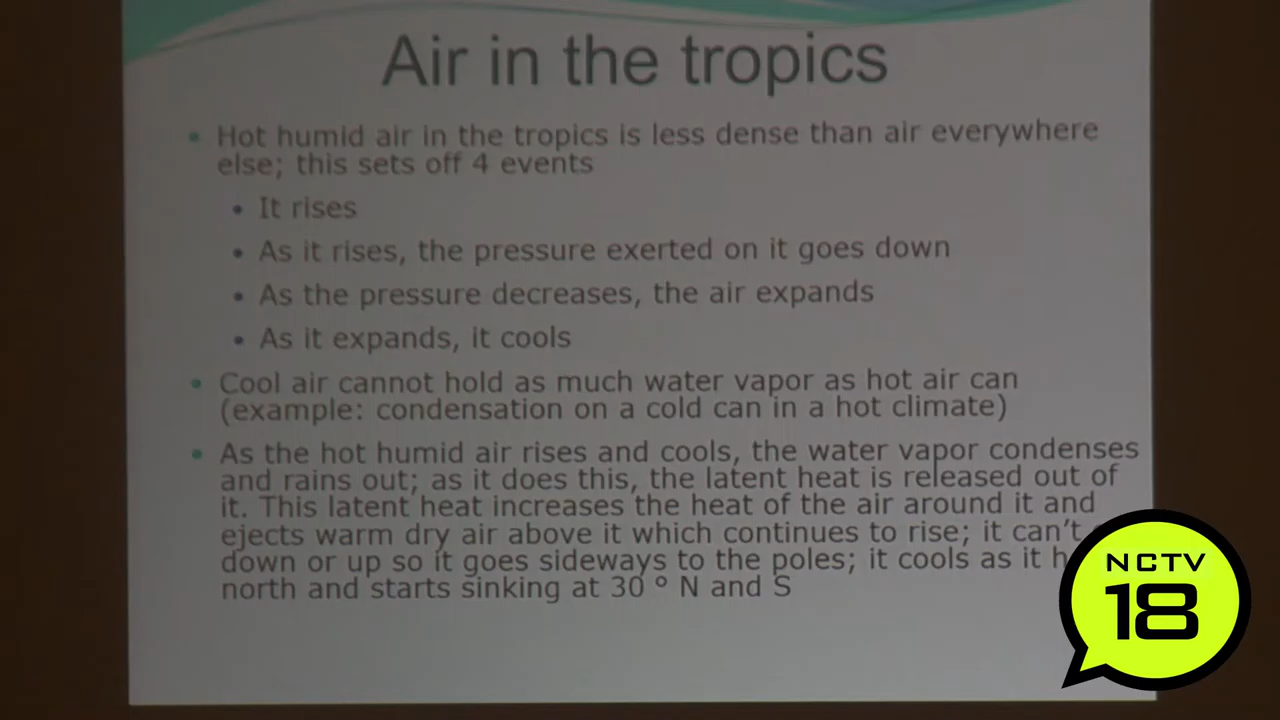 Air in the tropics
• Hot humid air in the tropics is less dense than air everywhere
else; this sets off 4 events
• It rises
• As it rises, the pressure exerted on it goes down
• As the pressure decreases, the air expands
• As it expands, it cools
• Cool air cannot hold as much water vapor as hot air can
(example: condensation on a cold can in a hot climate)
• As the hot humid air rises and cools, the water vapor condenses
and rains out; as it does this, the latent heat is released out of
it. This latent heat increases the heat of the air around it and
ejects warm dry air above it which continues to rise; it can't
down or up so it goes sideways to the poles; it cools as it
north and starts sinking at 30 ° N and S
NCTV
18